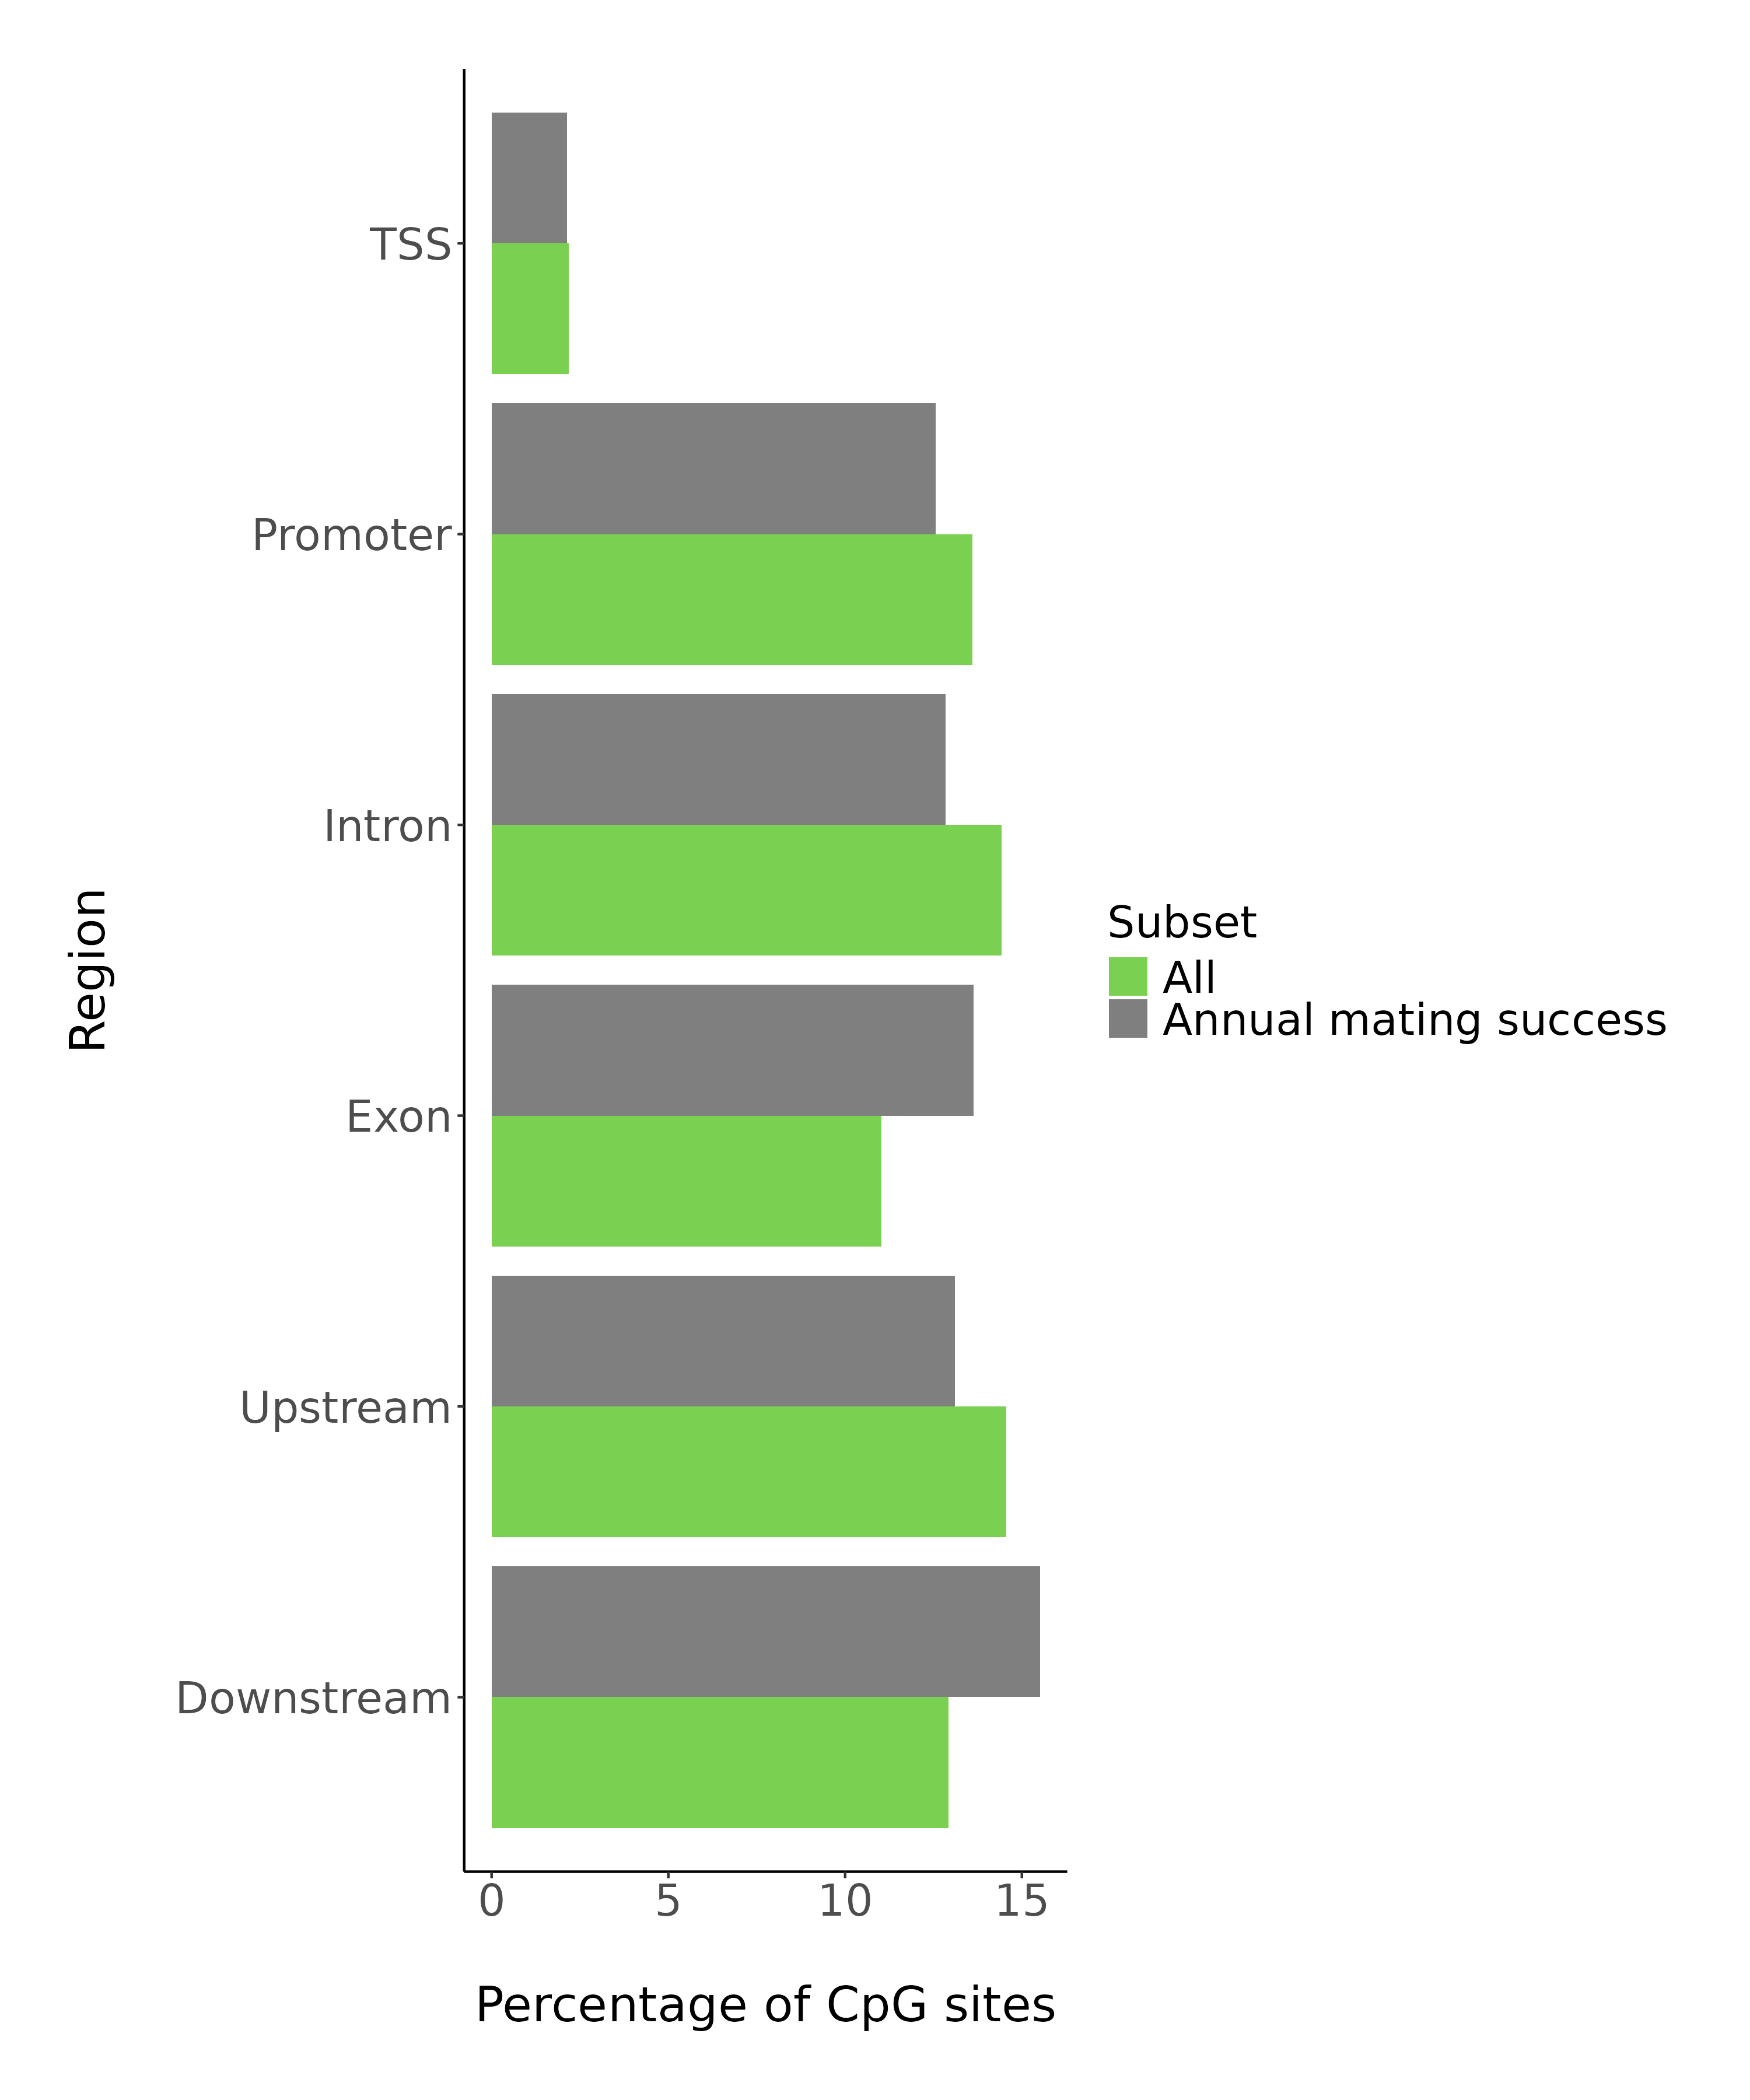 TSS
Promoter
Intron
Exon
Upstream
Downstream
Region
0 5 10 15
Percentage of CpG sites
Subset
All
Annual mating success